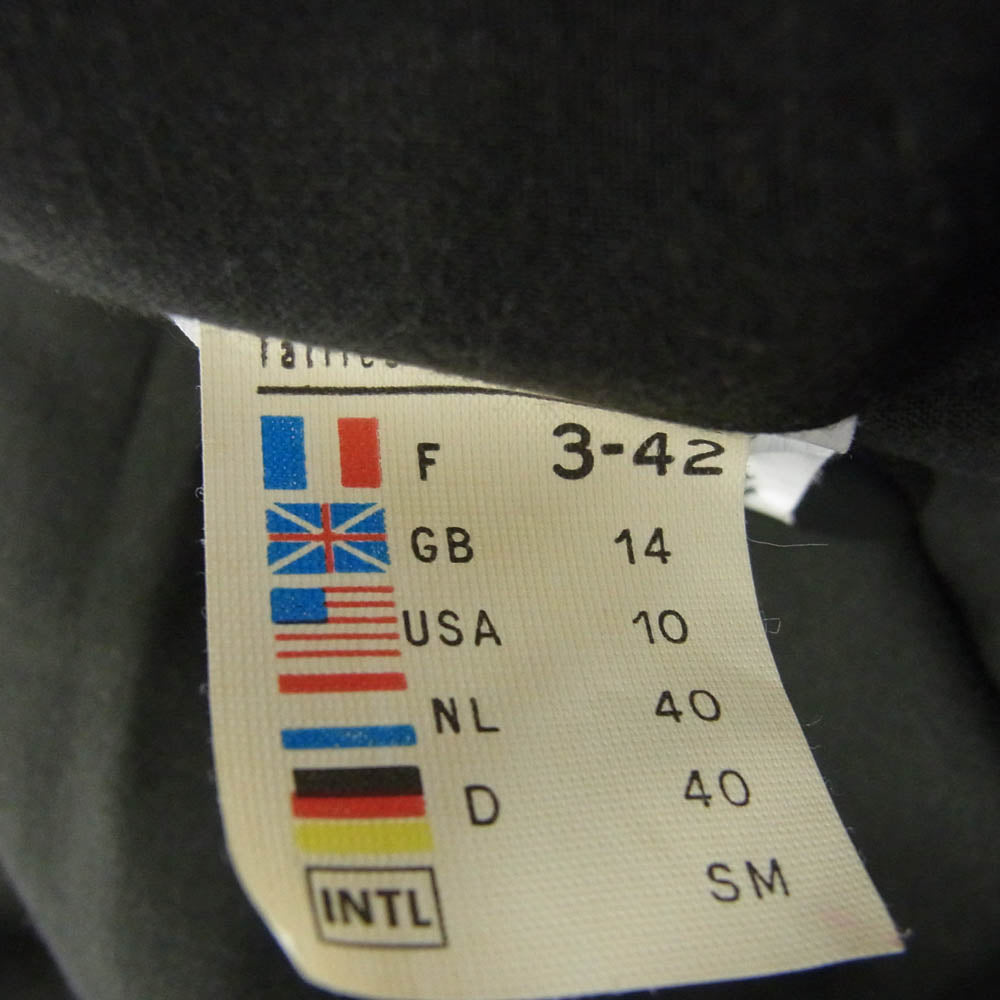 F 3-42
GB 14
USA 10
NL 40
D 40
INTL SM